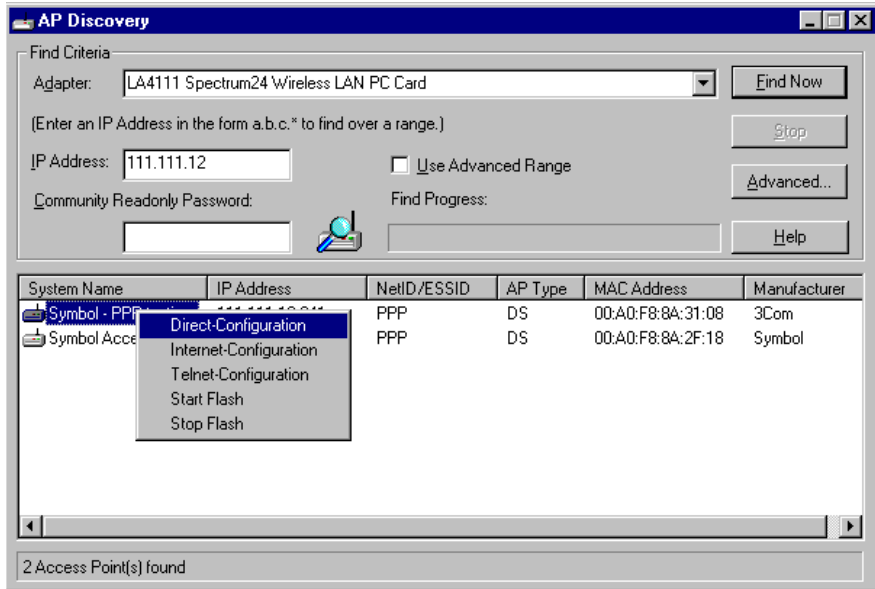 AP Discovery
Find Criteria
Adapter: LA4111 Spectrum24 Wireless LAN PC Card Find Now
(Enter an IP Address in the form a.b.c.* to find over a range.) Stop
IP Address: 111.111.12 Use Advanced Range
Advanced...
Community Readonly Password: Find Progress:
Help
System Name IP Address NetID/ESSID AP Type MAC Address Manufacturer
Symbol - PPP PPP DS 00:A0:F8:8A:31:08 3Com
Symbol Acce PPP DS 00:A0:F8:8A:2F:18 Symbol
Direct-Configuration
Internet-Configuration
Telnet-Configuration
Start Flash
Stop Flash
2 Access Point(s) found